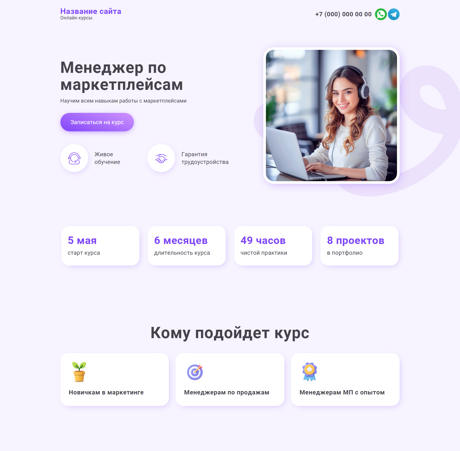 Название сайта
Онлайн курсы
+7 (000) 000 00 00
Менеджер по
маркетплейсам
Научим всем навыкам работы с маркетплейсами
Записаться на курс
Живое
обучение
Гарантия
трудоустройства
5 мая
старт курса
6 месяцев
длительность курса
49 часов
чистой практики
8 проектов
в портфолио
Кому подойдет курс
Новичкам в маркетинге
Менеджерам по продажам
Менеджерам МП с опытом